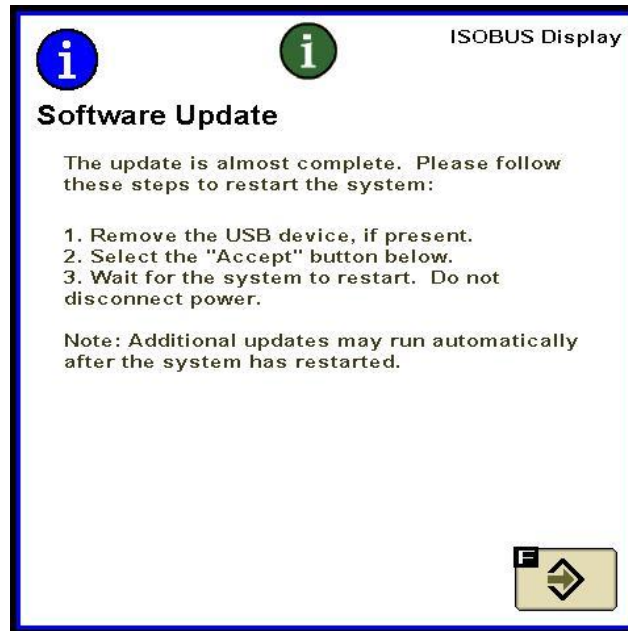 ISOBUS Display
Software Update
The update is almost complete. Please follow
these steps to restart the system:
1. Remove the USB device, if present.
2. Select the "Accept" button below.
3. Wait for the system to restart. Do not
disconnect power.
Note: Additional updates may run automatically
after the system has restarted.
F